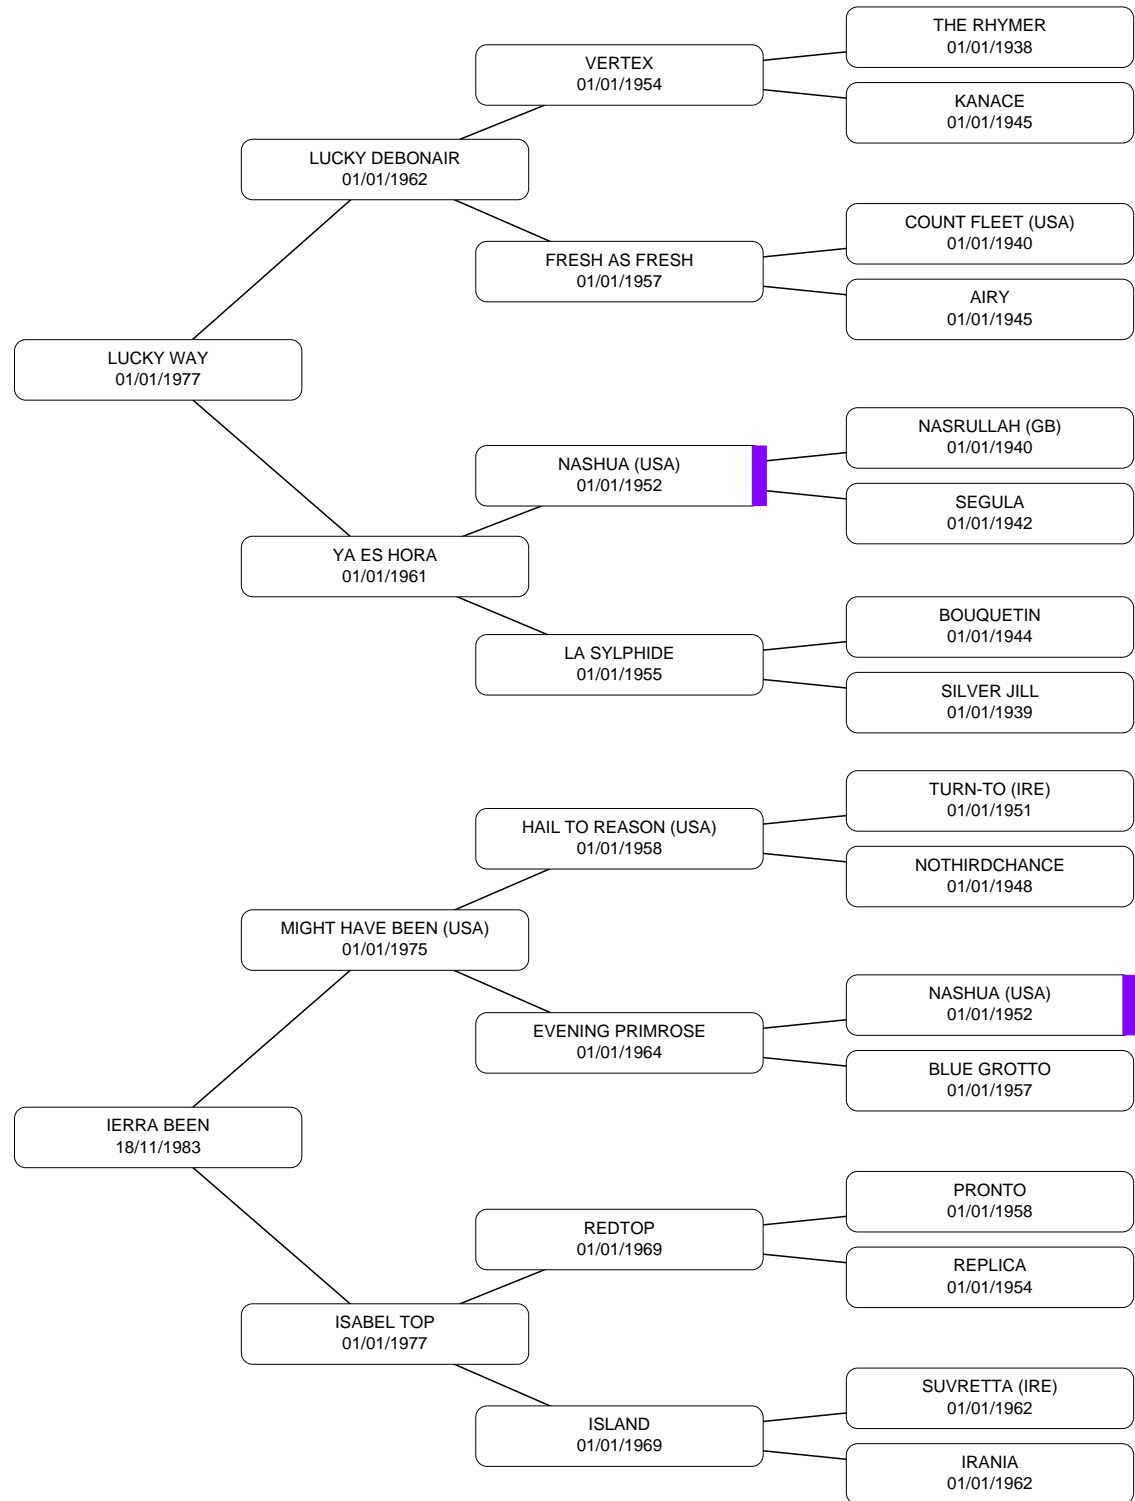 THE RHYMER
01/01/1938
VERTEX
01/01/1954
KANACE
01/01/1945
LUCKY DEBONAIR
01/01/1962
COUNT FLEET (USA)
01/01/1940
FRESH AS FRESH
01/01/1957
AIRY
01/01/1945
LUCKY WAY
01/01/1977
NASRULLAH (GB)
01/01/1940
NASHUA (USA)
01/01/1952
SEGULA
01/01/1942
YA ES HORA
01/01/1961
BOUQUETIN
01/01/1944
LA SYLPHIDE
01/01/1955
SILVER JILL
01/01/1939
TURN-TO (IRE)
01/01/1951
HAIL TO REASON (USA)
01/01/1958
NOTHIRDCHANCE
01/01/1948
MIGHT HAVE BEEN (USA)
01/01/1975
NASHUA (USA)
01/01/1952
EVENING PRIMROSE
01/01/1964
BLUE GROTTO
01/01/1957
IERRA BEEN
18/11/1983
PRONTO
01/01/1958
REDTOP
01/01/1969
REPLICA
01/01/1954
ISABEL TOP
01/01/1977
SUVRETTA (IRE)
01/01/1962
ISLAND
01/01/1969
IRANIA
01/01/1962